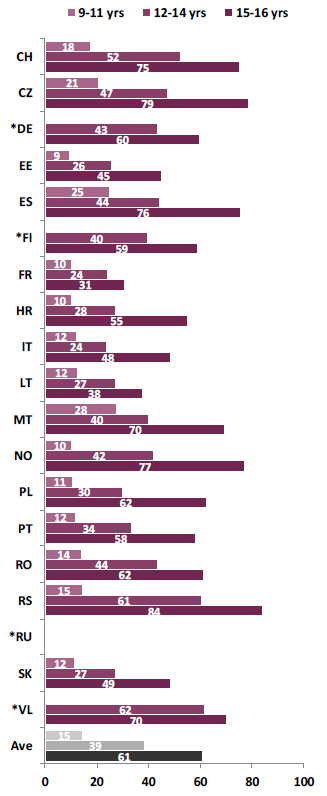 9-11 yrs 12-14 yrs 15-16 yrs
18
CH 52
75
21
CZ 47
79
*DE 43
60
9
EE 26
45
25
ES 44
76
*FI 40
59
10
FR 24
31
10
HR 28
55
12
IT 24
48
12
LT 27
38
28
MT 40
70
10
NO 42
77
11
PL 30
62
12
PT 34
58
14
RO 44
62
15
RS 61
84
*RU
12
SK 27
49
*VL 62
70
15
Ave 39
61
0 20 40 60 80 100